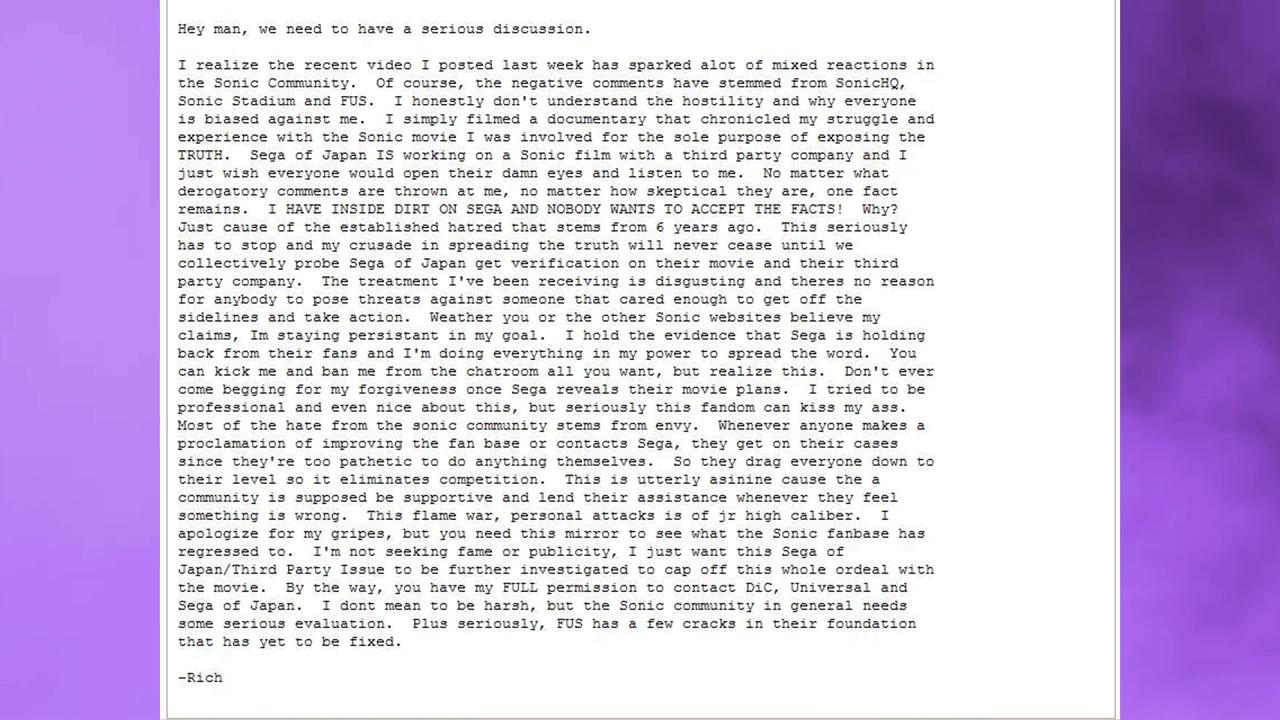 Hey man, we need to have a serious discussion.
I realize the recent video I posted last week has sparked alot of mixed reactions in
the Sonic Community.  Of course, the negative comments have stemmed from SonicHQ,
Sonic Stadium and FUS.  I honestly don't understand the hostility and why everyone
is biased against me.  I simply filmed a documentary that chronicled my struggle and
experience with the Sonic movie I was involved for the sole purpose of exposing the
TRUTH.  Sega of Japan IS working on a Sonic film with a third party company and I
just wish everyone would open their damn eyes and listen to me.  No matter what
derogatory comments are thrown at me, no matter how skeptical they are, one fact
remains.  I HAVE INSIDE DIRT ON SEGA AND NOBODY WANTS TO ACCEPT THE FACTS!  Why?
Just cause of the established hatred that stems from 6 years ago.  This seriously
has to stop and my crusade in spreading the truth will never cease until we
collectively probe Sega of Japan get verification on their movie and their third
party company.  The treatment I've been receiving is disgusting and theres no reason
for anybody to pose threats against someone that cared enough to get off the
sidelines and take action.  Weather you or the other Sonic websites believe my
claims, Im staying persistant in my goal.  I hold the evidence that Sega is holding
back from their fans and I'm doing everything in my power to spread the word.  You
can kick me and ban me from the chatroom all you want, but realize this.  Don't ever
come begging for my forgiveness once Sega reveals their movie plans.  I tried to be
professional and even nice about this, but seriously this fandom can kiss my ass.
Most of the hate from the sonic community stems from envy.  Whenever anyone makes a
proclamation of improving the fan base or contacts Sega, they get on their cases
since they're too pathetic to do anything themselves.  So they drag everyone down to
their level so it eliminates competition.  This is utterly asinine cause the a
community is supposed be supportive and lend their assistance whenever they feel
something is wrong.  This flame war, personal attacks is of jr high caliber.  I
apologize for my gripes, but you need this mirror to see what the Sonic fanbase has
regressed to.  I'm not seeking fame or publicity, I just want this Sega of
Japan/Third Party Issue to be further investigated to cap off this whole ordeal with
the movie.  By the way, you have my FULL permission to contact DiC, Universal and
Sega of Japan.  I dont mean to be harsh, but the Sonic community in general needs
some serious evaluation.  Plus seriously, FUS has a few cracks in their foundation
that has yet to be fixed.
-Rich